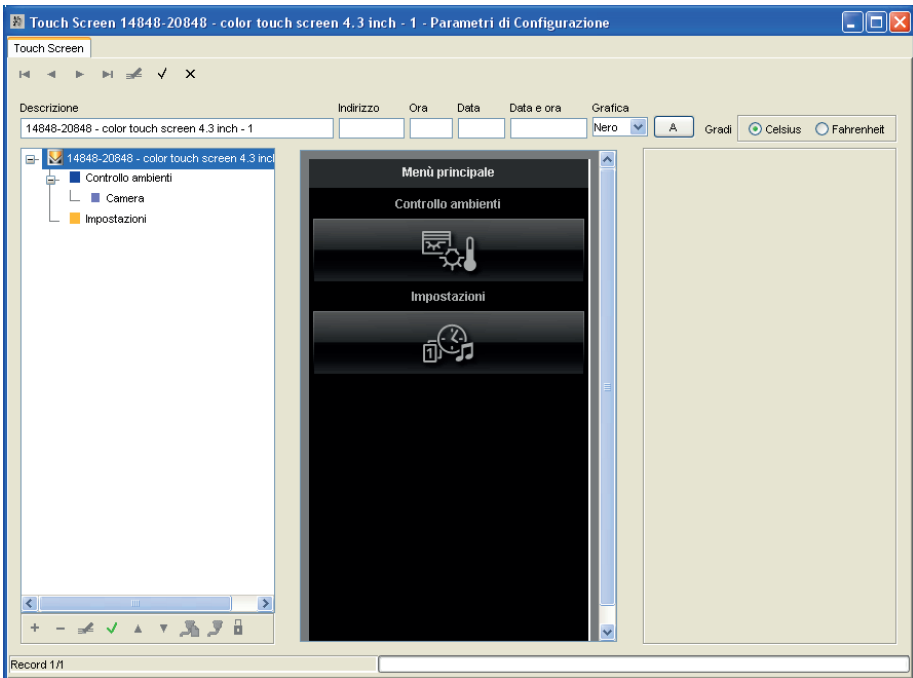 Touch Screen 14848-20848 - color touch screen 4.3 inch - 1 - Parametri di Configurazione
Touch Screen
Descrizione Indirizzo Ora Data Data e ora Grafica
14848-20848 - color touch screen 4.3 inch - 1 Nero A Gradi Celsius Fahrenheit
14848-20848 - color touch screen 4.3 incl
Controllo ambienti
Camera
Impostazioni
Menù principale
Controllo ambienti
Impostazioni
1
Record 1/1